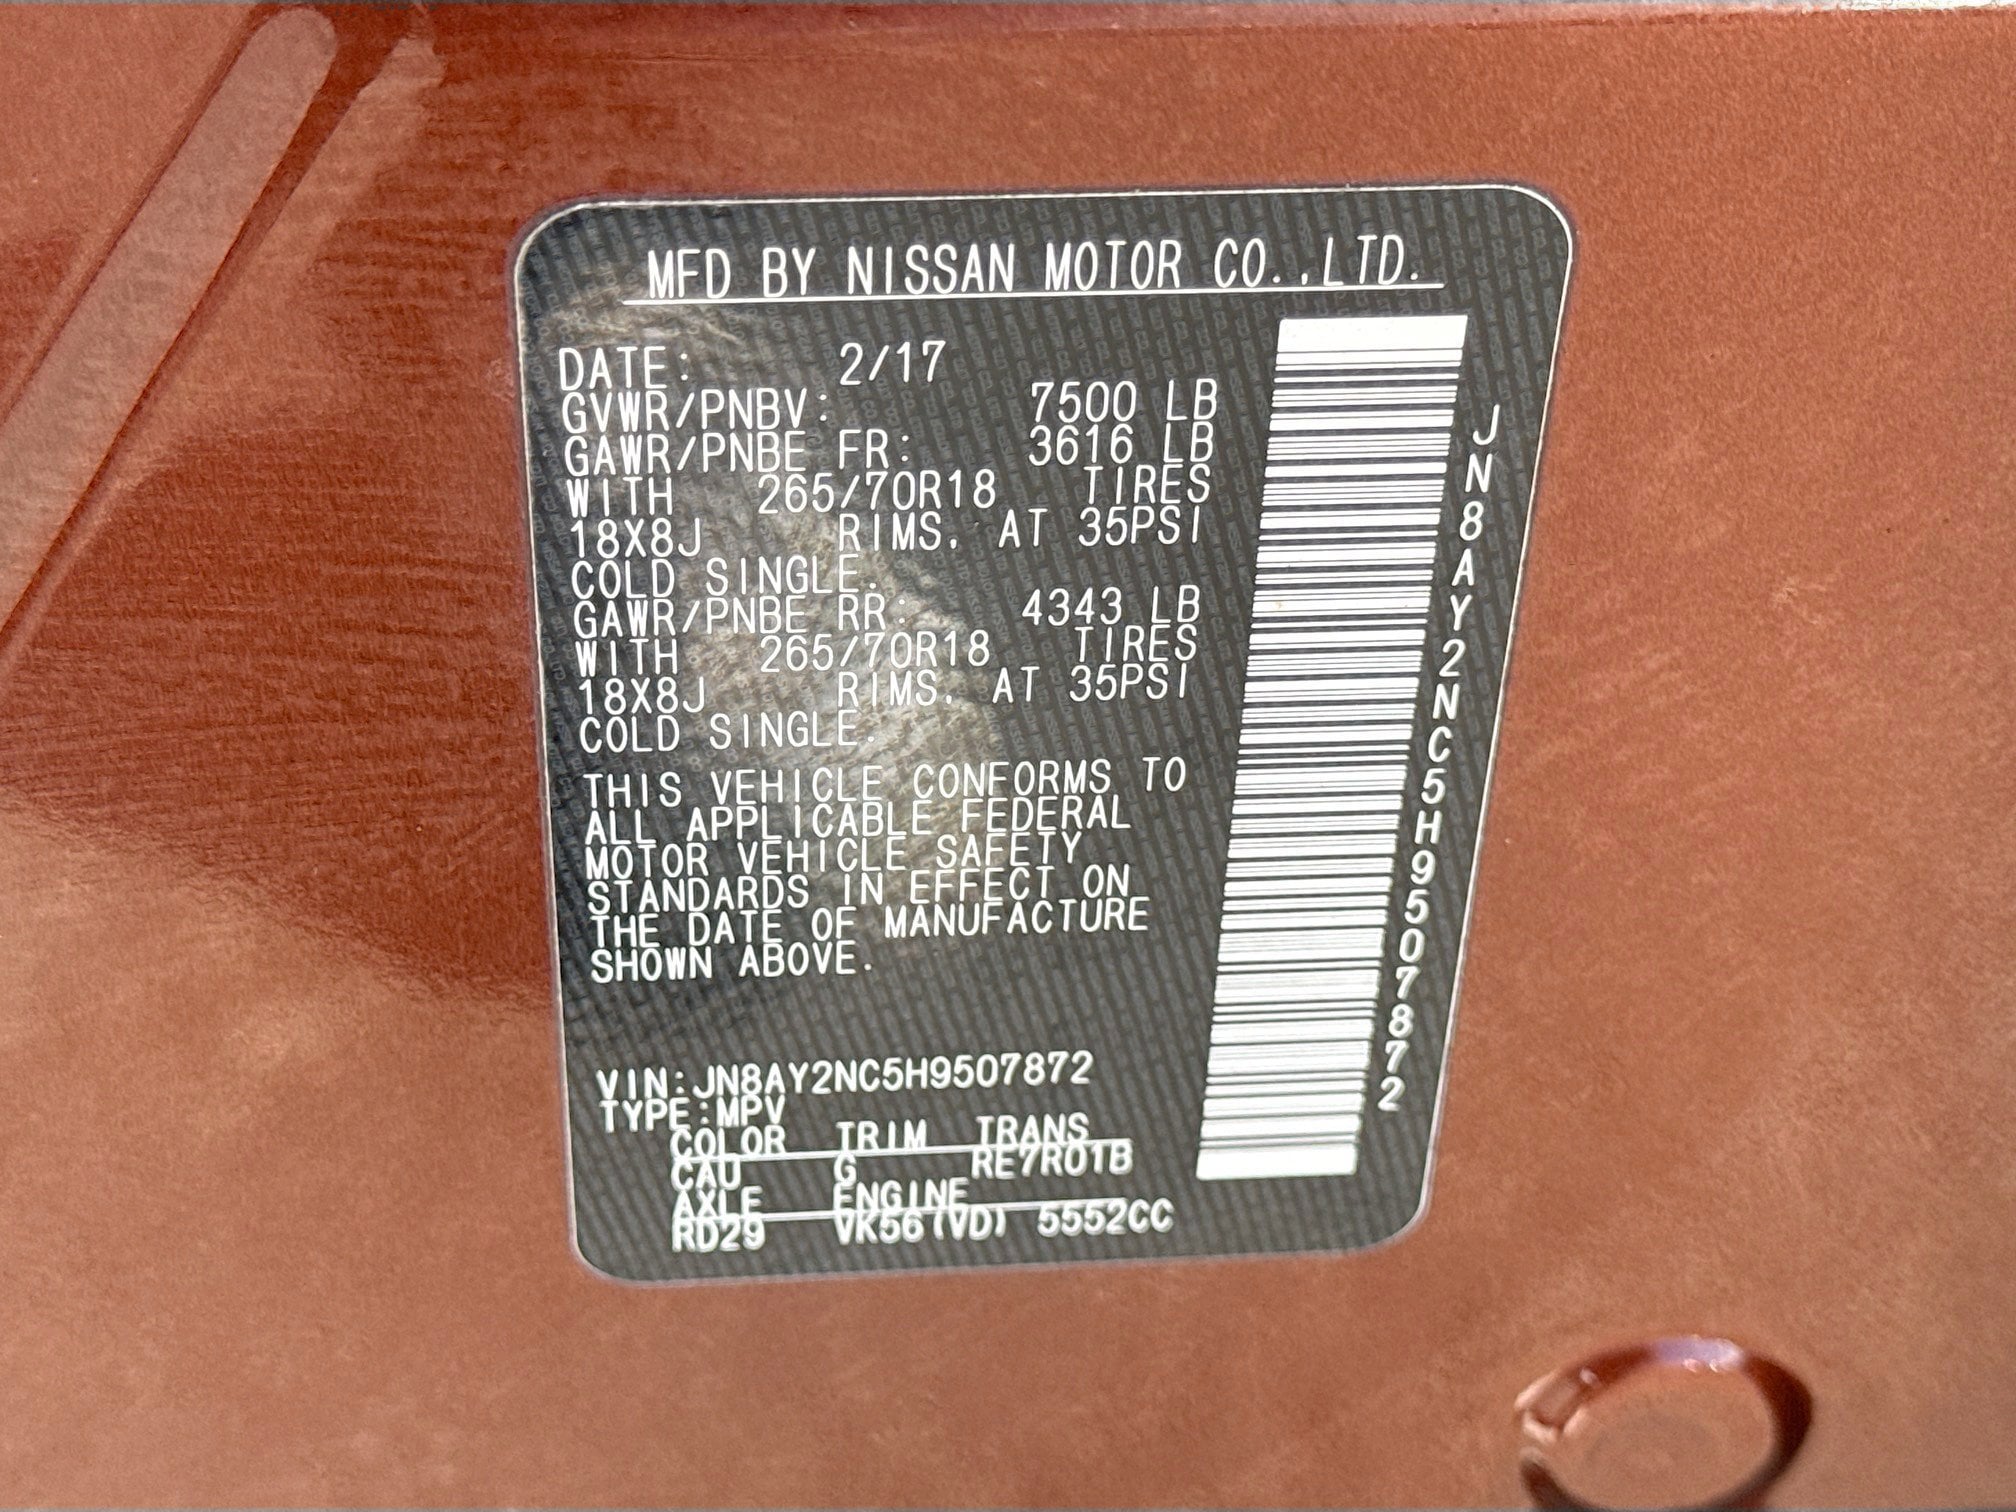 MFD BY NISSAN MOTOR CO.,LTD.
DATE: 2/17
GVWR/PNBV: 7500 LB
GAWR/PNBE FR: 3616 LB
WITH 265/70R18 TIRES
18X8J RIMS, AT 35PSI
COLD SINGLE.
GAWR/PNBE RR: 4343 LB
WITH 265/70R18 TIRES
18X8J RIMS, AT 35PSI
COLD SINGLE.
THIS VEHICLE CONFORMS TO
ALL APPLICABLE FEDERAL
MOTOR VEHICLE SAFETY
STANDARDS IN EFFECT ON
THE DATE OF MANUFACTURE
SHOWN ABOVE.
VIN:JN8AY2NC5H9507872
TYPE:MPV
COLOR TRIM TRANS
CAU G RE7R01B
AXLE ENGINE
RD29 VK56(VD) 5552CC
JN8AY2NC5H9507872